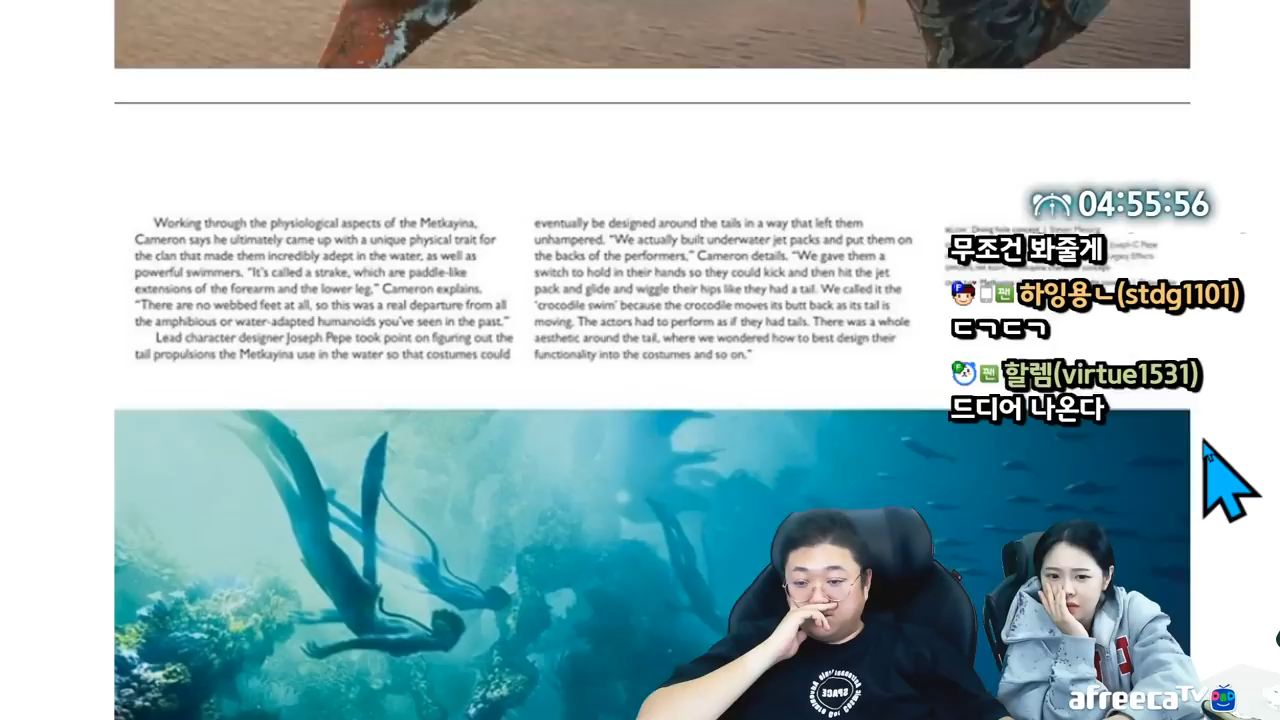 Working through the physiological aspects of the Metkayina,
Cameron says he ultimately came up with a unique physical trait for
the clan that made them incredibly adept in the water, as well as
powerful swimmers. “It’s called a strake, which are paddle-like
extensions of the forearm and the lower leg,” Cameron explains.
“There are no webbed feet at all, so this was a real departure from all
the amphibious or water-adapted humanoids you’ve seen in the past.”
Lead character designer Joseph Pepe took point on figuring out the
tail propulsions the Metkayina use in the water so that costumes could
eventually be designed around the tails in a way that left them
unhampered. “We actually built underwater jet packs and put them on
the backs of the performers,” Cameron details. “We gave them a
switch to hold in their hands so they could kick and then hit the jet
pack and glide and wiggle their hips like they had a tail. We called it the
‘crocodile swim’ because the crocodile moves its butt back as its tail is
moving. The actors had to perform as if they had tails. There was a whole
aesthetic around the tail, where we wondered how to best design their
functionality into the costumes and so on.”
04:55:56
무조건 봐줄게
F 팬 하잉용ㄴ(stdg1101)
ㄷㄱㄷㄱ
F 팬 할렘(virtue1531)
드디어 나온다
SPACE
afreecaTV